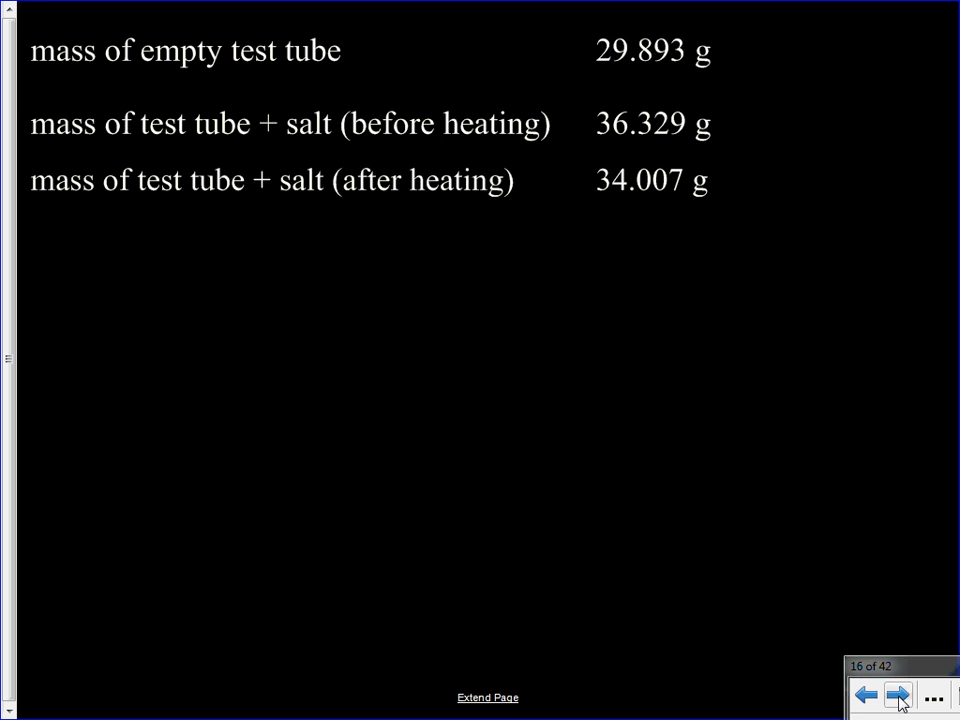 mass of empty test tube 29.893 g
mass of test tube + salt (before heating) 36.329 g
mass of test tube + salt (after heating) 34.007 g
Extend Page
16 of 42
...